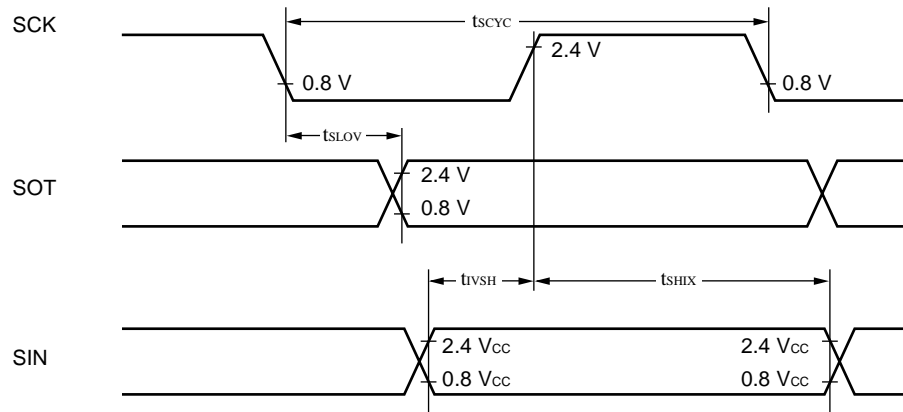 SCK
tSCYC
2.4 V
0.8 V
0.8 V
tSLOV
SOT
2.4 V
0.8 V
tIVSH
tSHIX
SIN
2.4 VCC
2.4 VCC
0.8 VCC
0.8 VCC